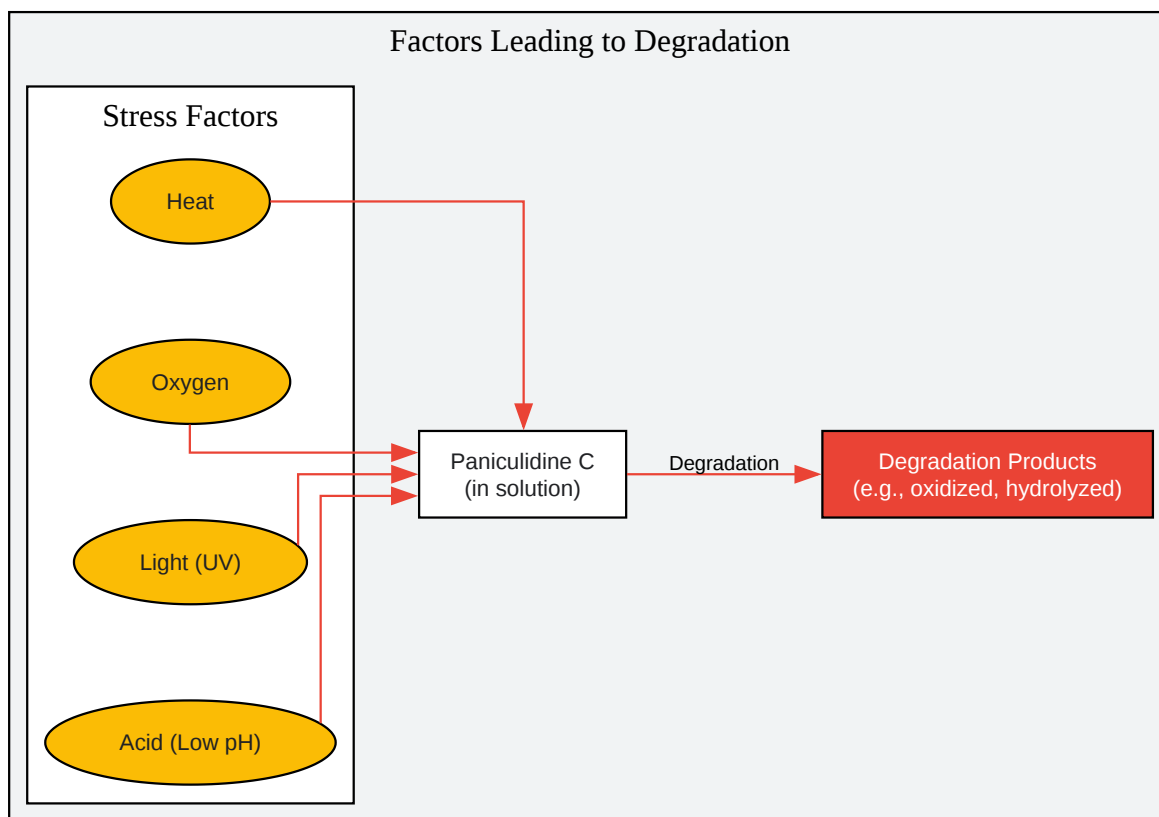 Factors Leading to Degradation
Stress Factors
Heat
Oxygen
Light (UV)
Acid (Low pH)
Paniculidine C
(in solution)
Degradation
Degradation Products
(e.g., oxidized, hydrolyzed)